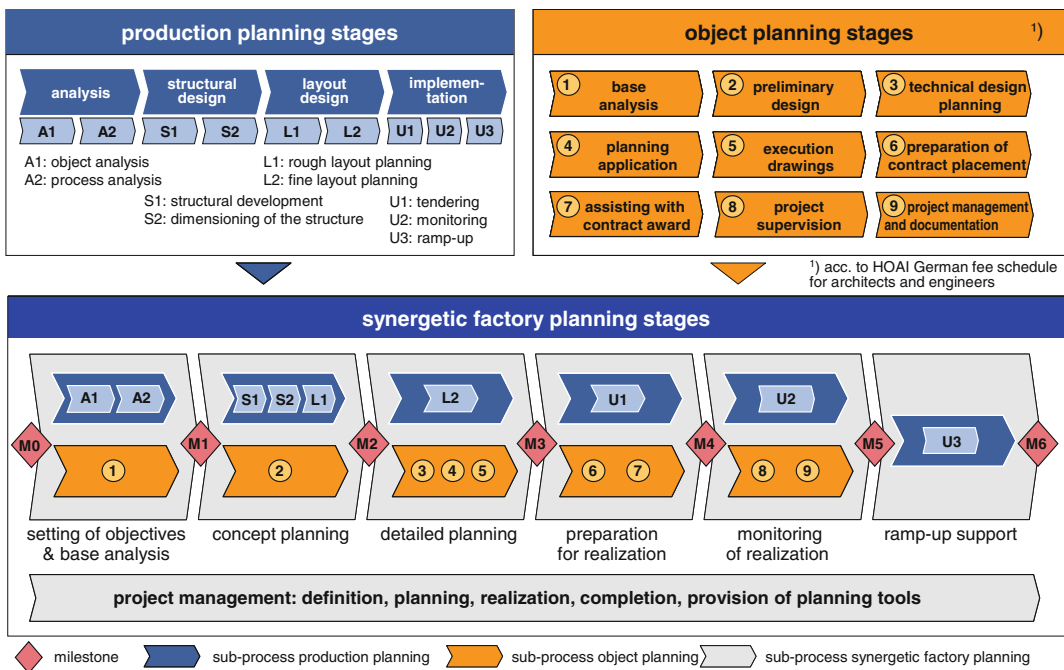 production planning stages
analysis
structural
design
layout
design
implemen-
tation
A1 A2 S1 S2 L1 L2 U1 U2 U3
A1: object analysis
A2: process analysis
L1: rough layout planning
L2: fine layout planning
S1: structural development
S2: dimensioning of the structure
U1: tendering
U2: monitoring
U3: ramp-up
object planning stages 1)
1 base
analysis
2 preliminary
design
3 technical design
planning
4 planning
application
5 execution
drawings
6 preparation of
contract placement
7 assisting with
contract award
8 project
supervision
9 project management
and documentation
1) acc. to HOAI German fee schedule
for architects and engineers
synergetic factory planning stages
A1 A2 S1 S2 L1 L2 U1 U2
M0 M1 M2 M3 M4 M5 U3 M6
1 2 3 4 5 6 7 8 9
setting of objectives
& base analysis
concept planning
detailed planning
preparation
for realization
monitoring
of realization
ramp-up support
project management: definition, planning, realization, completion, provision of planning tools
milestone
sub-process production planning
sub-process object planning
sub-process synergetic factory planning